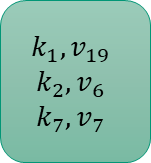 k₁, v₁₉
k₂, v₆
k₇, v₇